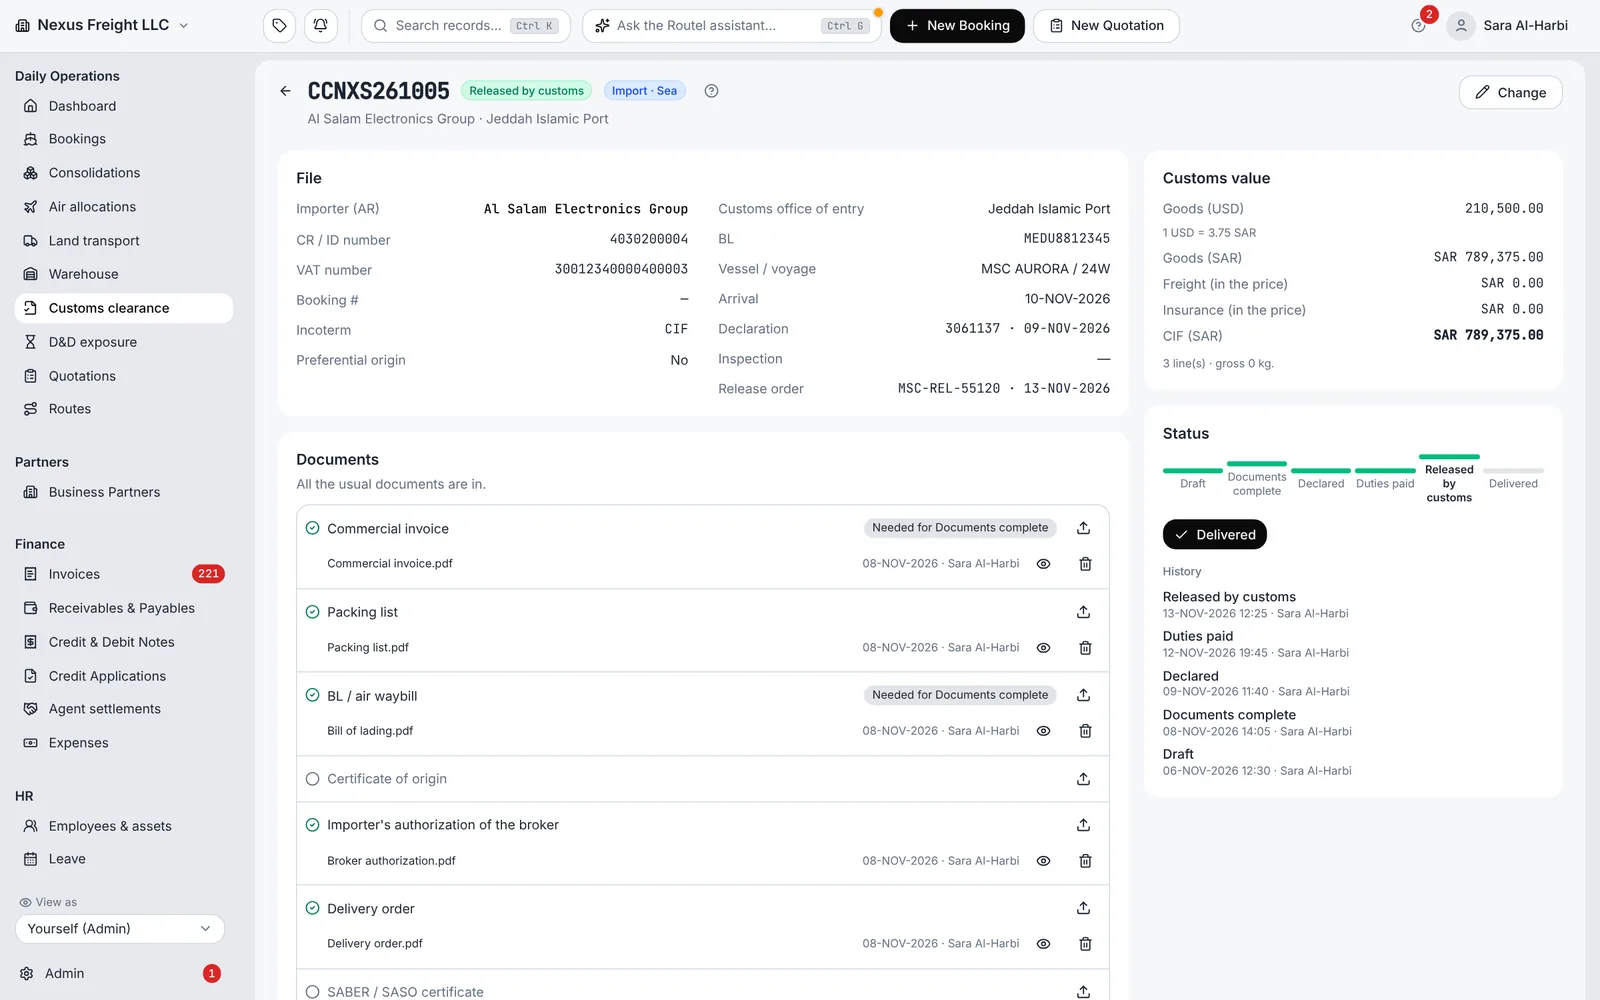 Nexus Freight LLC
Search records... Ctrl K
Ask the Routel assistant... Ctrl G
New Booking
New Quotation
2
Sara Al-Harbi
Daily Operations
Dashboard
Bookings
Consolidations
Air allocations
Land transport
Warehouse
Customs clearance
D&D exposure
Quotations
Routes
Partners
Business Partners
Finance
Invoices 221
Receivables & Payables
Credit & Debit Notes
Credit Applications
Agent settlements
Expenses
HR
Employees & assets
Leave
View as
Yourself (Admin)
Admin 1
CCNXS261005 Released by customs Import · Sea
Al Salam Electronics Group · Jeddah Islamic Port
Change
File
Importer (AR) Al Salam Electronics Group
CR / ID number 4030200004
VAT number 30012340000400003
Booking # –
Incoterm CIF
Preferential origin No
Customs office of entry Jeddah Islamic Port
BL MEDU8812345
Vessel / voyage MSC AURORA / 24W
Arrival 10-NOV-2026
Declaration 3061137 · 09-NOV-2026
Inspection —
Release order MSC-REL-55120 · 13-NOV-2026
Documents
All the usual documents are in.
Commercial invoice Needed for Documents complete
Commercial invoice.pdf 08-NOV-2026 · Sara Al-Harbi
Packing list
Packing list.pdf 08-NOV-2026 · Sara Al-Harbi
BL / air waybill Needed for Documents complete
Bill of lading.pdf 08-NOV-2026 · Sara Al-Harbi
Certificate of origin
Importer's authorization of the broker
Broker authorization.pdf 08-NOV-2026 · Sara Al-Harbi
Delivery order
Delivery order.pdf 08-NOV-2026 · Sara Al-Harbi
SABER / SASO certificate
Customs value
Goods (USD) 210,500.00
1 USD = 3.75 SAR
Goods (SAR) SAR 789,375.00
Freight (in the price) SAR 0.00
Insurance (in the price) SAR 0.00
CIF (SAR) SAR 789,375.00
3 line(s) · gross 0 kg.
Status
Draft
Documents complete
Declared
Duties paid
Released by customs
Delivered
Delivered
History
Released by customs
13-NOV-2026 12:25 · Sara Al-Harbi
Duties paid
12-NOV-2026 19:45 · Sara Al-Harbi
Declared
09-NOV-2026 11:40 · Sara Al-Harbi
Documents complete
08-NOV-2026 14:05 · Sara Al-Harbi
Draft
06-NOV-2026 12:30 · Sara Al-Harbi